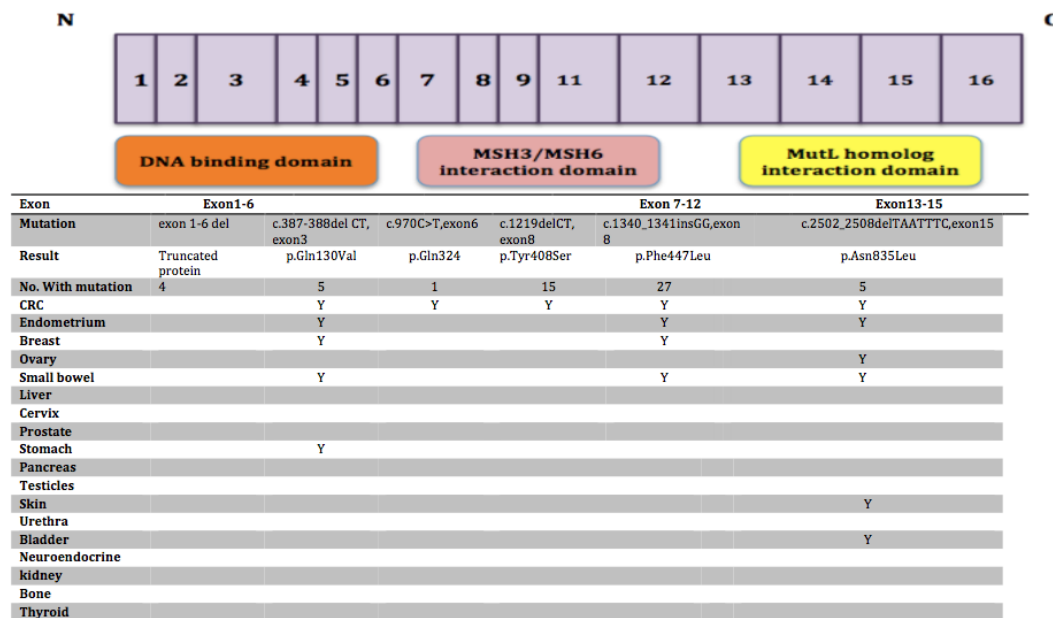 N C
1 2 3 4 5 6 7 8 9 11 12 13 14 15 16
DNA binding domain
MSH3/MSH6
interaction domain
MutL homolog
interaction domain
Exon Exon1-6 Exon 7-12 Exon13-15
Mutation exon 1-6 del c.387-388del CT, exon3 c.970C>T,exon6 c.1219delCT, exon8 c.1340_1341insGG,exon 8 c.2502_2508delTAATTTC,exon15
Result Truncated protein p.Gln130Val p.Gln324 p.Tyr408Ser p.Phe447Leu p.Asn835Leu
No. With mutation 4 5 1 15 27 5
CRC Y Y Y Y Y
Endometrium Y Y Y
Breast Y Y
Ovary Y
Small bowel Y Y Y
Liver
Cervix
Prostate
Stomach Y
Pancreas
Testicles
Skin Y
Urethra
Bladder Y
Neuroendocrine
kidney
Bone
Thyroid